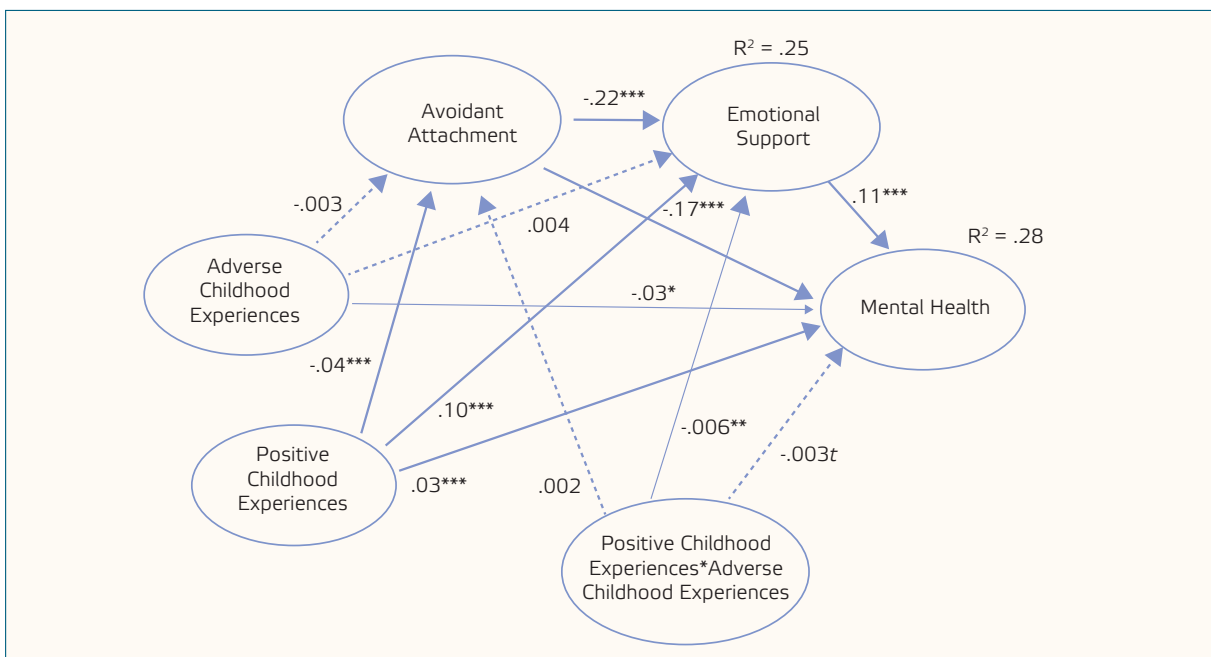 R² = .25
Avoidant
Attachment
-.22***
Emotional
Support
-.003
.004
-.17***
.11***
R² = .28
Adverse
Childhood
Experiences
-.03*
Mental Health
-.04***
.10***
-.006**
-.003t
Positive
Childhood
Experiences
.03***
.002
Positive Childhood
Experiences*Adverse
Childhood Experiences